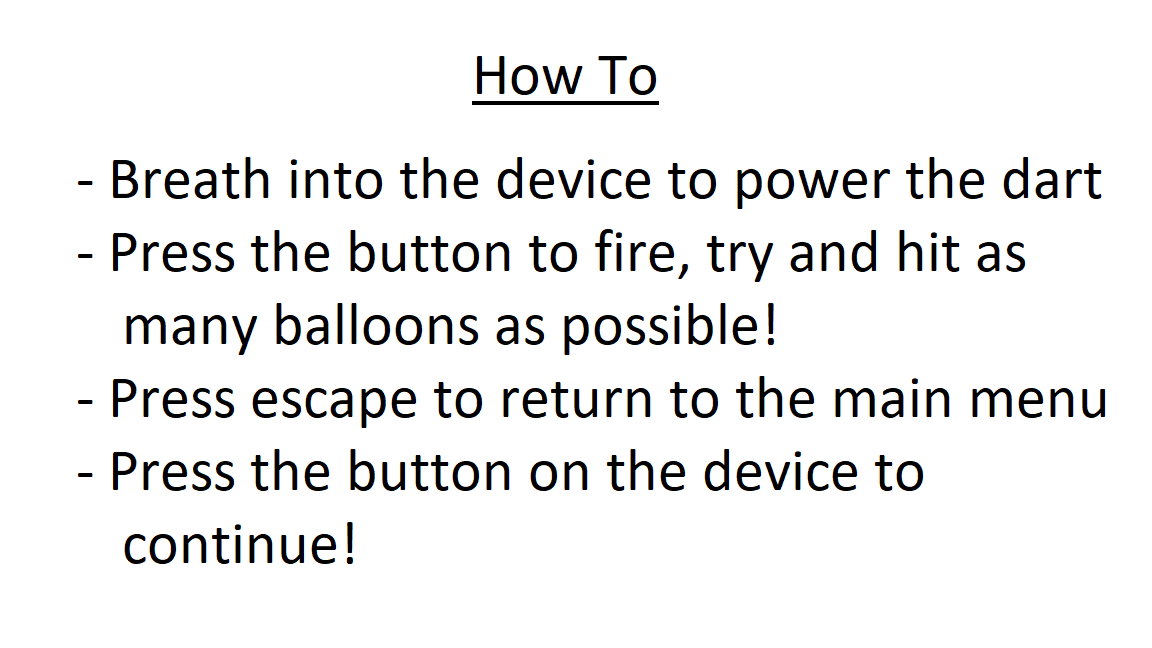 How To
- Breath into the device to power the dart
- Press the button to fire, try and hit as
many balloons as possible!
- Press escape to return to the main menu
- Press the button on the device to
continue!